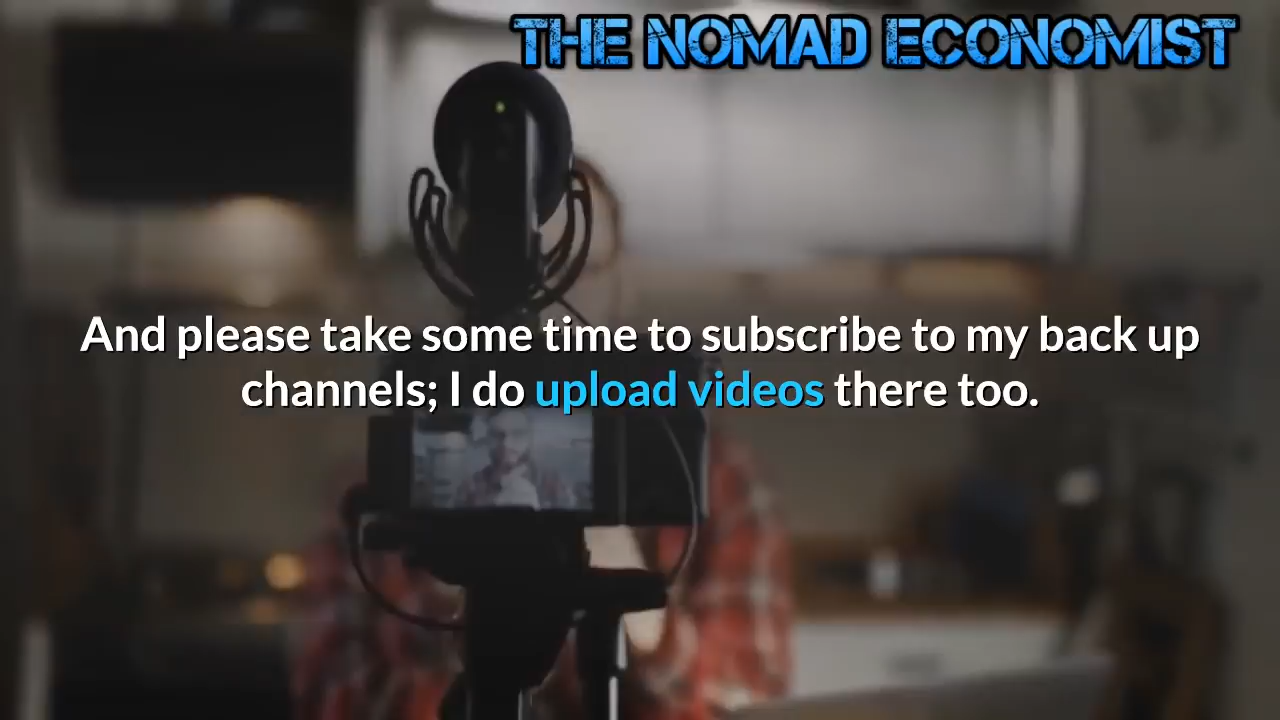 THE NOMAD ECONOMIST
And please take some time to subscribe to my back up
channels; I do upload videos there too.